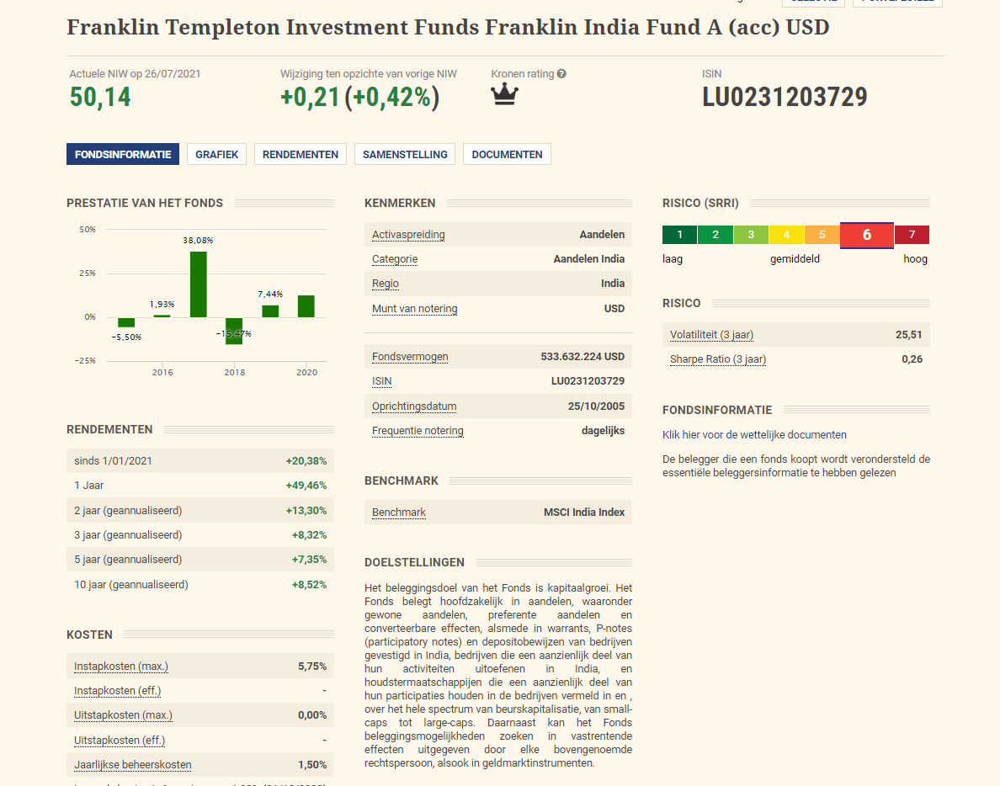 Franklin Templeton Investment Funds Franklin India Fund A (acc) USD
Actuele NIW op 26/07/2021
50,14
Wijziging ten opzichte van vorige NIW
+0,21 (+0,42%)
Kronen rating
ISIN
LU0231203729
FONDSINFORMATIE
GRAFIEK
RENDEMENTEN
SAMENSTELLING
DOCUMENTEN
PRESTATIE VAN HET FONDS
50%
25%
0%
−25%
−5,50%
1,93%
38,08%
−15,47%
7,44%
2016
2018
2020
RENDEMENTEN
sinds 1/01/2021 +20,38%
1 Jaar +49,46%
2 jaar (geannualiseerd) +13,30%
3 jaar (geannualiseerd) +8,32%
5 jaar (geannualiseerd) +7,35%
10 jaar (geannualiseerd) +8,52%
KOSTEN
Instapkosten (max.) 5,75%
Instapkosten (eff.) -
Uitstapkosten (max.) 0,00%
Uitstapkosten (eff.) -
Jaarlijkse beheerskosten 1,50%
KENMERKEN
Activaspreiding Aandelen
Categorie Aandelen India
Regio India
Munt van notering USD
Fondsvermogen 533.632.224 USD
ISIN LU0231203729
Oprichtingsdatum 25/10/2005
Frequentie notering dagelijks
BENCHMARK
Benchmark MSCI India Index
DOELSTELLINGEN
Het beleggingsdoel van het Fonds is kapitaalgroei. Het
Fonds belegt hoofdzakelijk in aandelen, waaronder
gewone aandelen, preferente aandelen en
converteerbare effecten, alsmede in warrants, P-notes
(participatory notes) en depositobewijzen van bedrijven
gevestigd in India, bedrijven die een aanzienlijk deel van
hun activiteiten uitoefenen in India, en
houdstermaatschappijen die een aanzienlijk deel van
hun participaties houden in de bedrijven vermeld in en ,
over het hele spectrum van beurskapitalisatie, van small-
caps tot large-caps. Daarnaast kan het Fonds
beleggingsmogelijkheden zoeken in vastrentende
effecten uitgegeven door elke bovengenoemde
rechtspersoon, alsook in geldmarktinstrumenten.
RISICO (SRRI)
1 2 3 4 5 6 7
laag gemiddeld hoog
RISICO
Volatiliteit (3 jaar) 25,51
Sharpe Ratio (3 jaar) 0,26
FONDSINFORMATIE
Klik hier voor de wettelijke documenten
De belegger die een fonds koopt wordt verondersteld de
essentiële beleggersinformatie te hebben gelezen